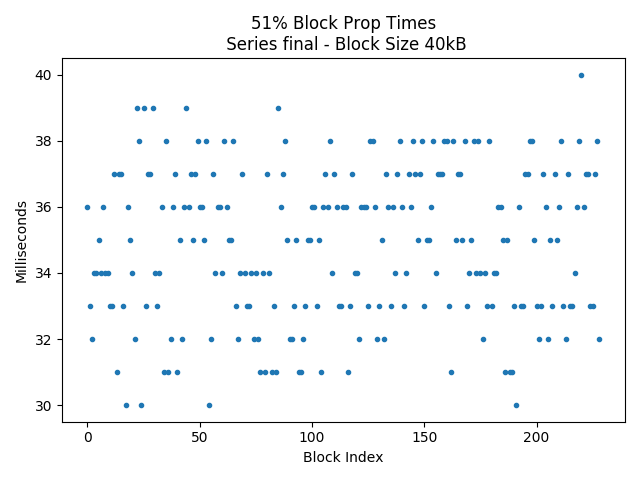 51% Block Prop Times
Series final - Block Size 40kB
Milliseconds
40
38
36
34
32
30
0 50 100 150 200
Block Index